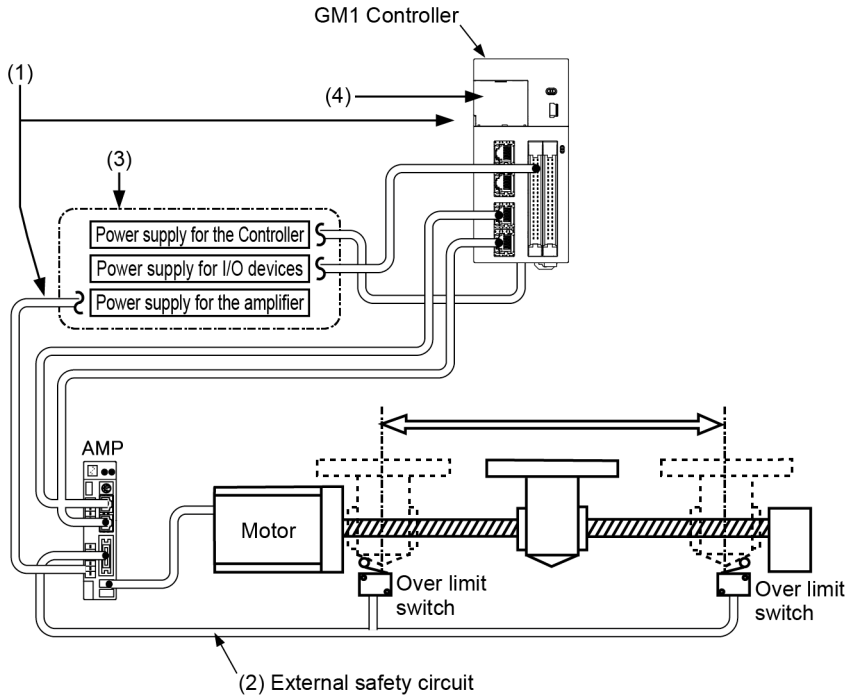 GM1 Controller
(1)
(4)
(3)
Power supply for the Controller
Power supply for I/O devices
Power supply for the amplifier
AMP
Motor
Over limit
switch
Over limit
switch
(2) External safety circuit